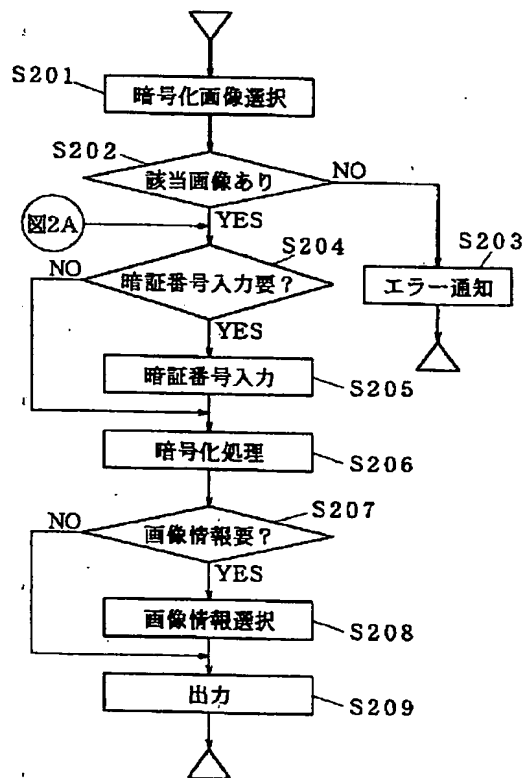 S201
暗号化画像選択
S202
該当画像あり
NO
図2A
YES
S204
S203
NO
暗証番号入力要?
エラー通知
YES
暗証番号入力
S205
暗号化処理
S206
S207
NO
画像情報要?
YES
画像情報選択
S208
出力
S209